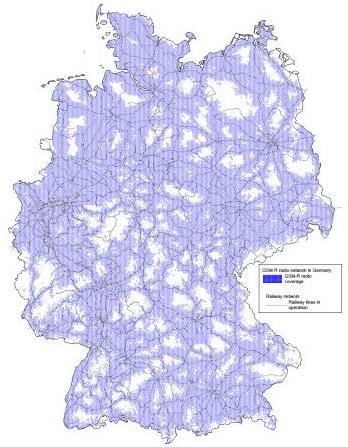 GSM-R radio network in Germany
GSM-R radio
coverage
Railway network
Railway lines in
operation